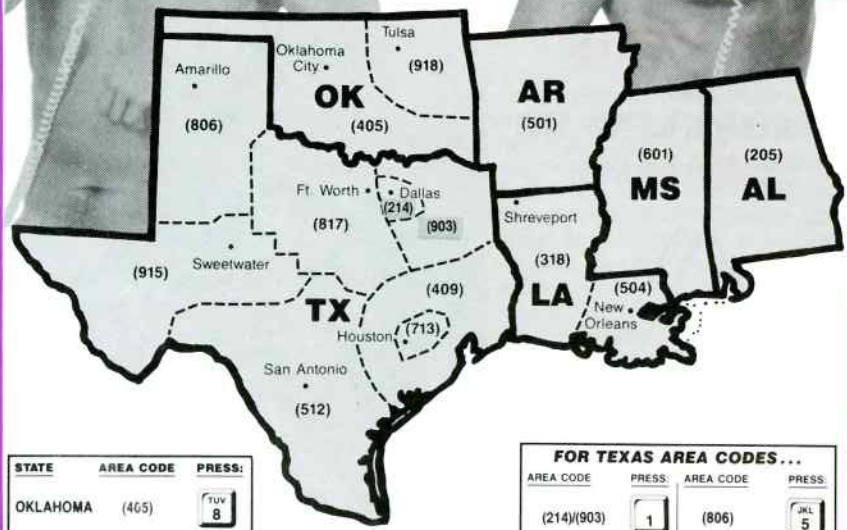 Tulsa
Oklahoma
City
(918)
Amarillo
OK
AR
(806)
(405)
(501)
(601)
(205)
MS
AL
Ft. Worth
Dallas
(214)
Shreveport
(817)
(903)
Sweetwater
(318)
(915)
(409)
(504)
TX
LA
New
Orleans
Houston
(713)
San Antonio
(512)
STATE AREA CODE PRESS:
OKLAHOMA (405) TUV
8
FOR TEXAS AREA CODES...
AREA CODE PRESS: AREA CODE PRESS:
(214)/(903) 1 (806) JKL
5